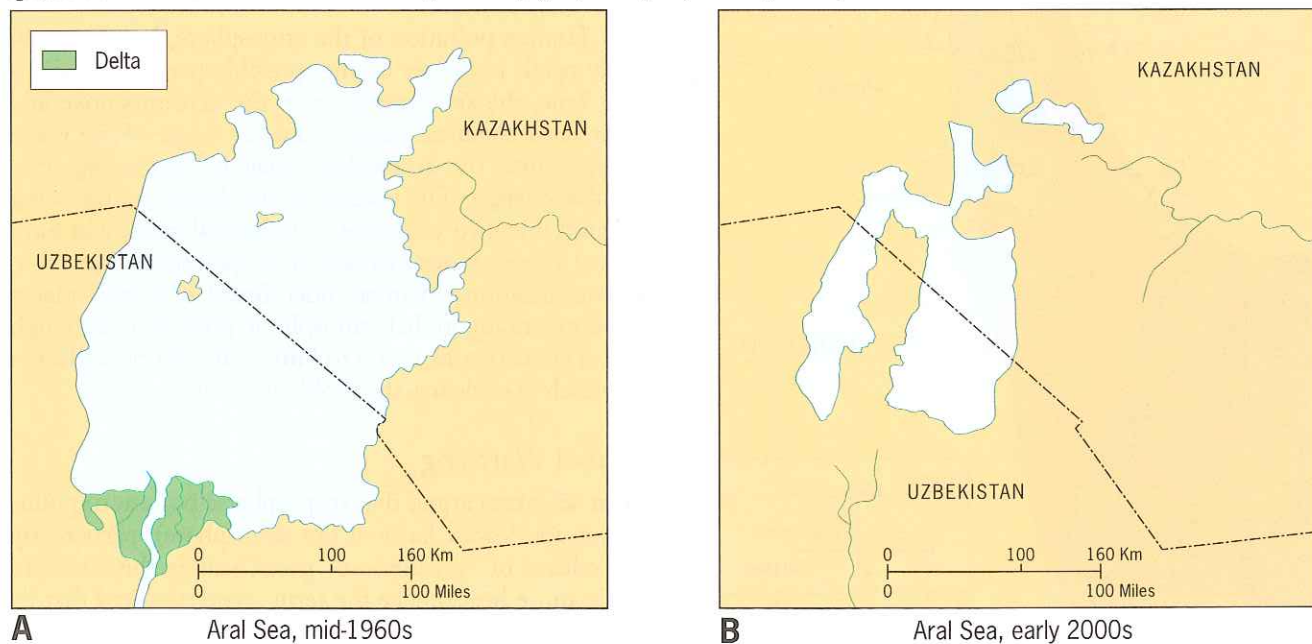 Delta
KAZAKHSTAN
UZBEKISTAN
0 100 160 Km
0 100 Miles
A Aral Sea, mid-1960s
KAZAKHSTAN
UZBEKISTAN
0 100 160 Km
0 100 Miles
B Aral Sea, early 2000s